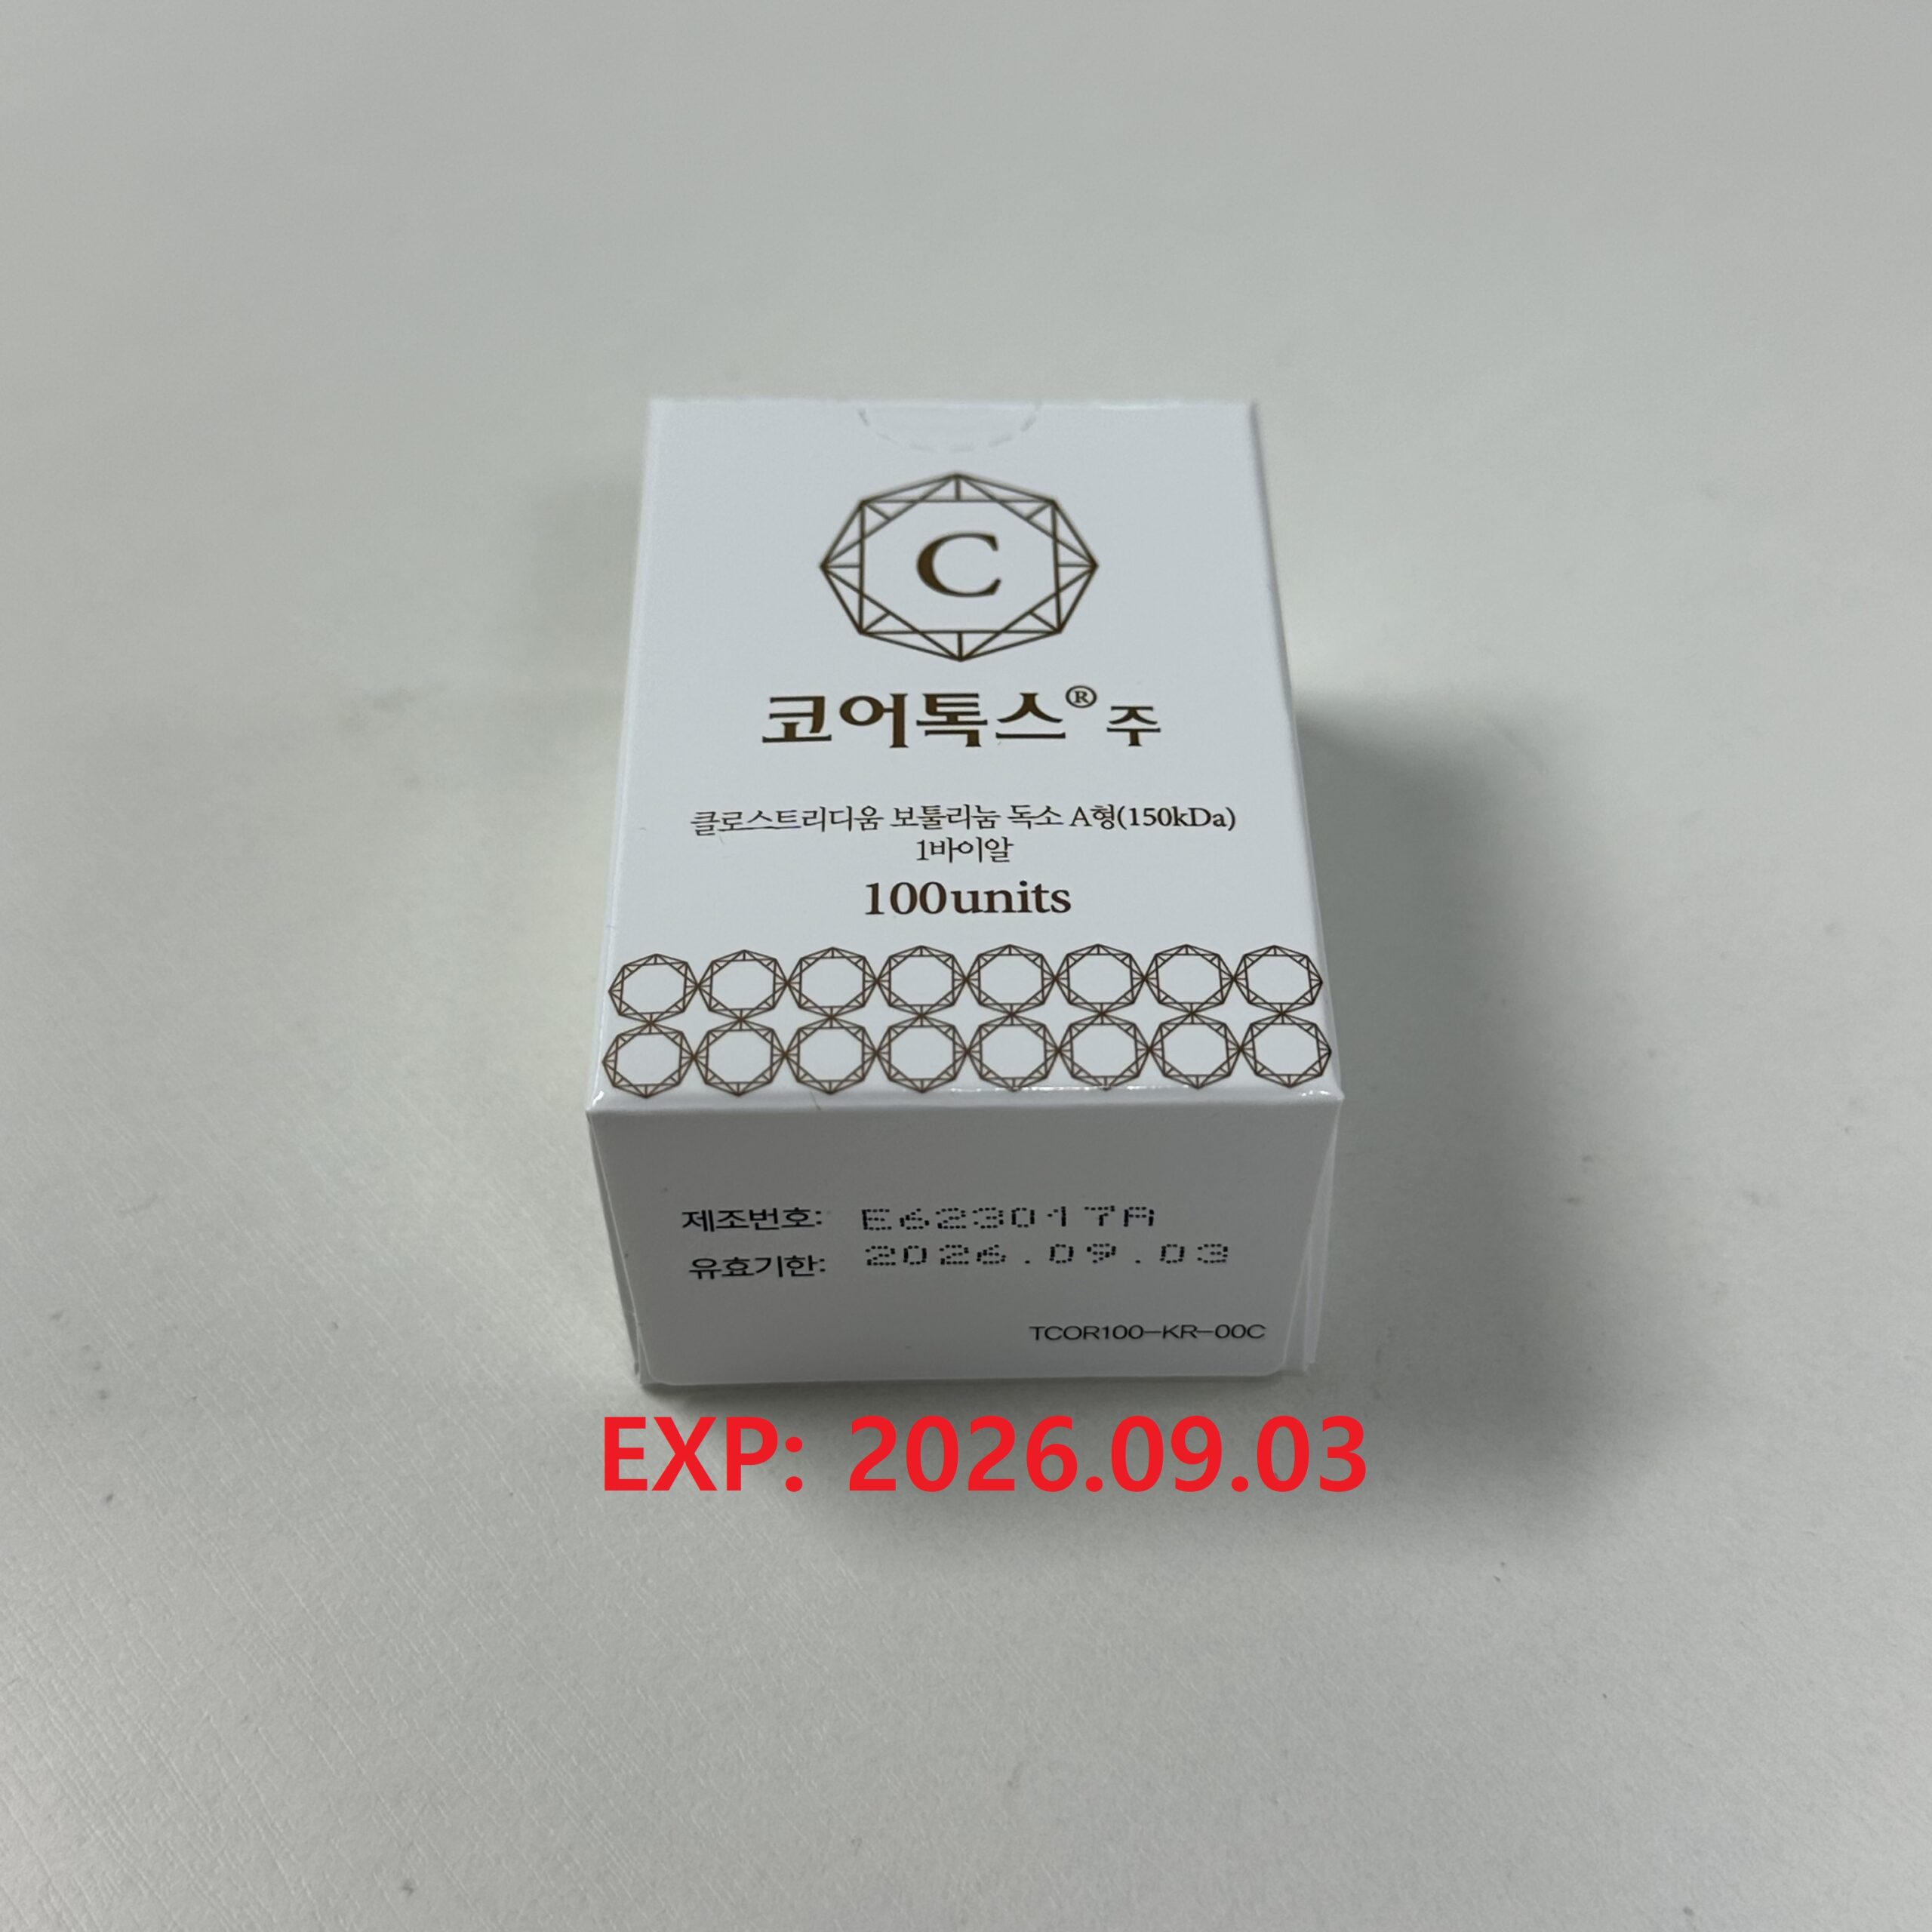 C
코어톡스® 주
클로스트리디움 보툴리눔 독소 A형(150kDa)
1바이알
100units
제조번호: E623017A
유효기한: 2026.09.03
TCOR100-KR-00C
EXP: 2026.09.03